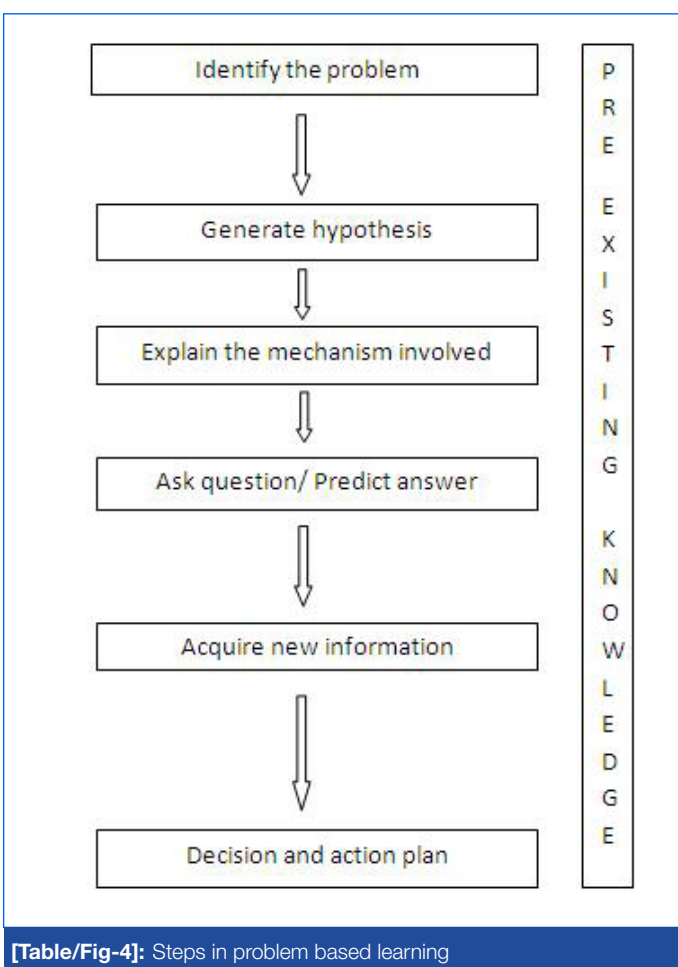 Identify the problem
Generate hypothesis
Explain the mechanism involved
Ask question/ Predict answer
Acquire new information
Decision and action plan
P
R
E
E
X
I
S
T
I
N
G
K
N
O
W
L
E
D
G
E
[Table/Fig-4]: Steps in problem based learning